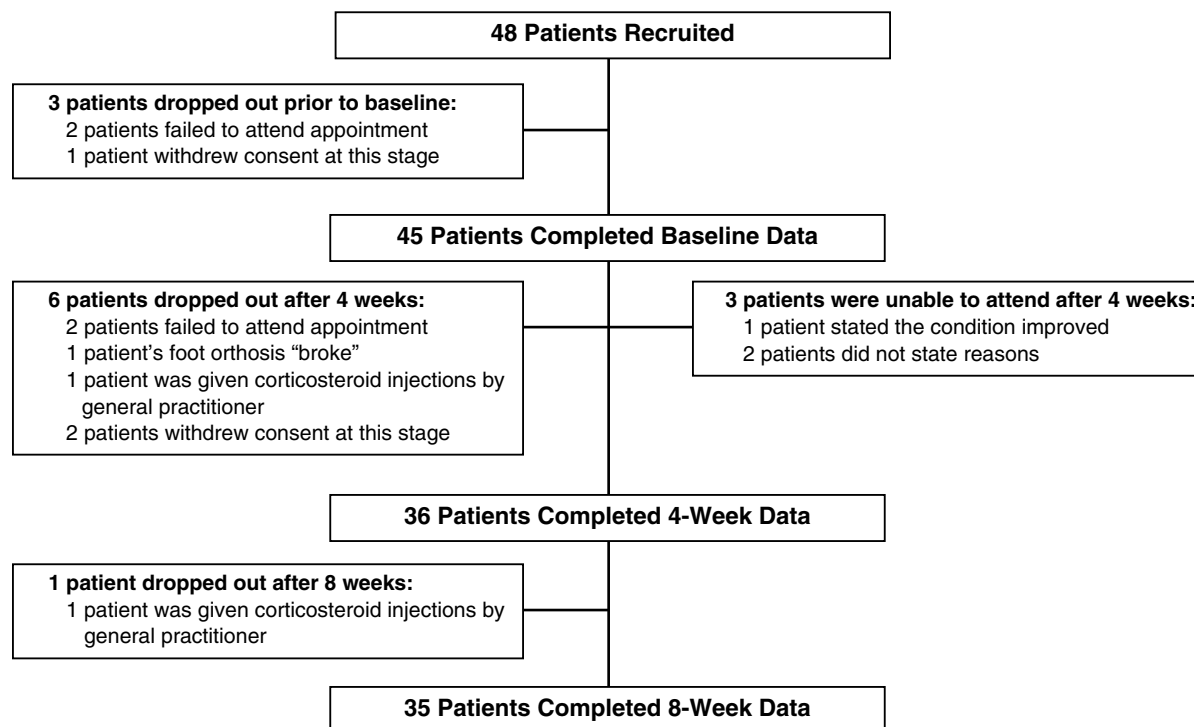 48 Patients Recruited
3 patients dropped out prior to baseline:
2 patients failed to attend appointment
1 patient withdrew consent at this stage
45 Patients Completed Baseline Data
6 patients dropped out after 4 weeks:
2 patients failed to attend appointment
1 patient’s foot orthosis “broke”
1 patient was given corticosteroid injections by
general practitioner
2 patients withdrew consent at this stage
3 patients were unable to attend after 4 weeks:
1 patient stated the condition improved
2 patients did not state reasons
36 Patients Completed 4-Week Data
1 patient dropped out after 8 weeks:
1 patient was given corticosteroid injections by
general practitioner
35 Patients Completed 8-Week Data